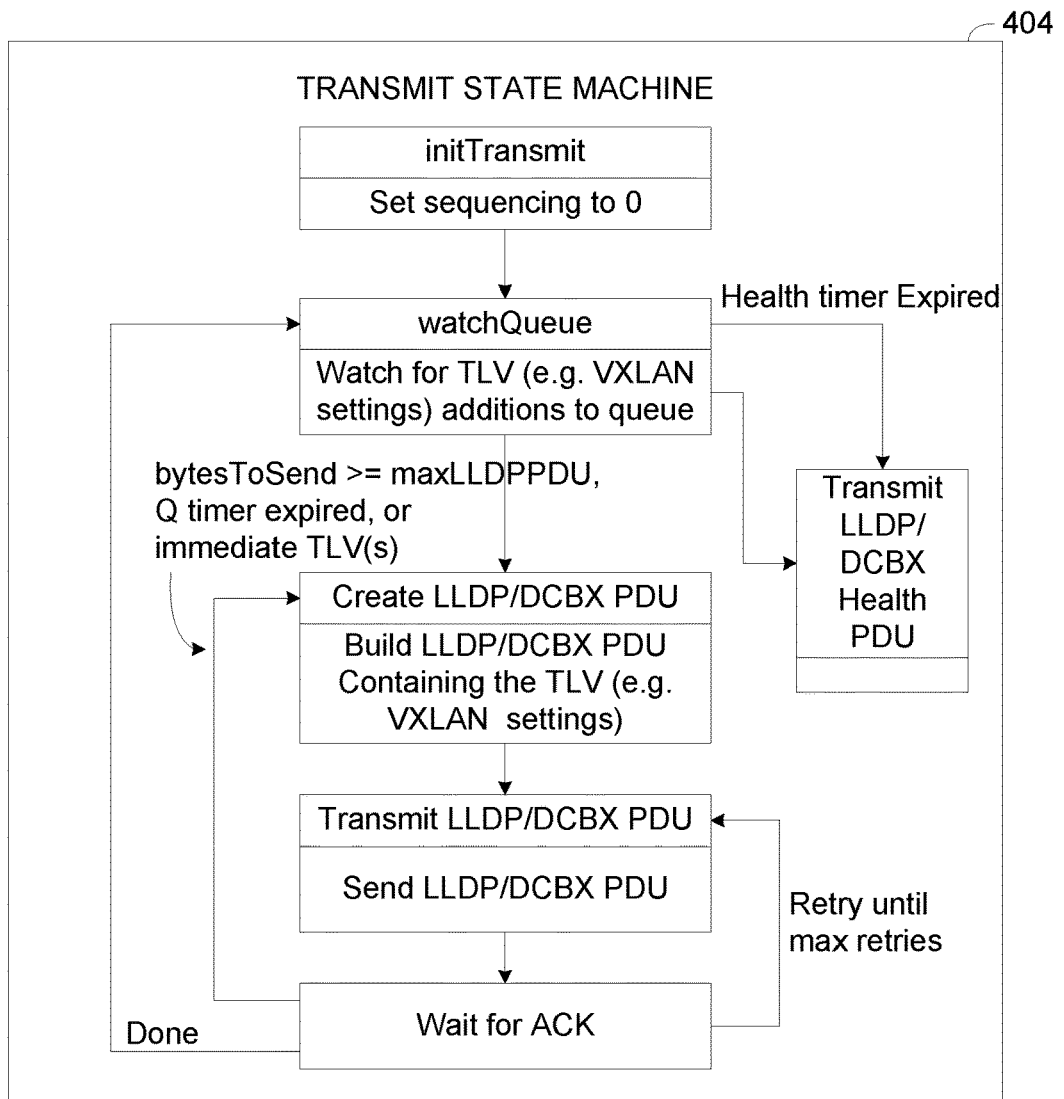 404
TRANSMIT STATE MACHINE
initTransmit
Set sequencing to 0
Health timer Expired
watchQueue
Watch for TLV (e.g. VXLAN
settings) additions to queue
bytesToSend >= maxLLDPPDU,
Q timer expired, or
immediate TLV(s)
Transmit
LLDP/
DCBX
Health
PDU
Create LLDP/DCBX PDU
Build LLDP/DCBX PDU
Containing the TLV (e.g.
VXLAN settings)
Transmit LLDP/DCBX PDU
Send LLDP/DCBX PDU
Retry until
max retries
Wait for ACK
Done